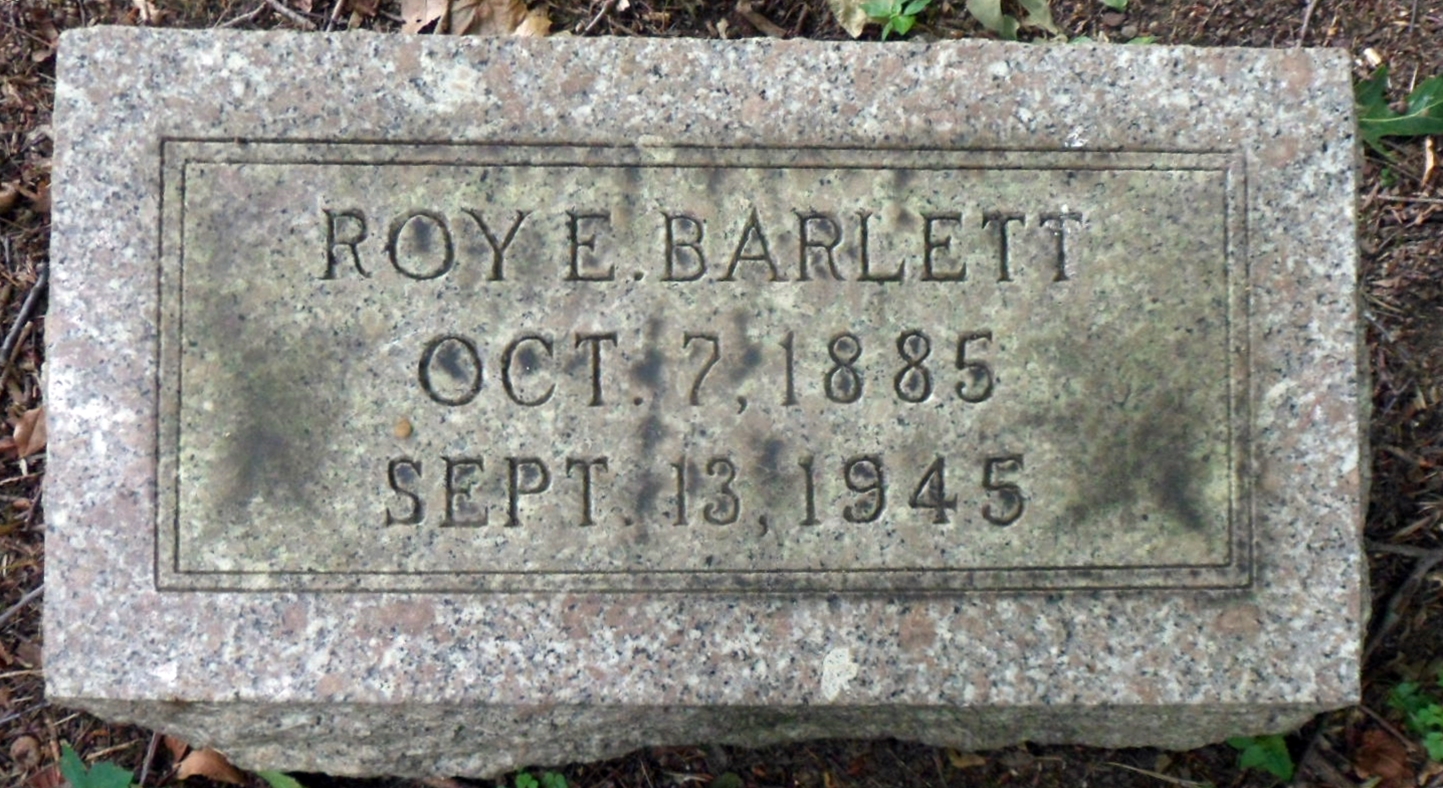 ROY E. BARLETT
OCT. 7, 1885
SEPT. 13, 1945